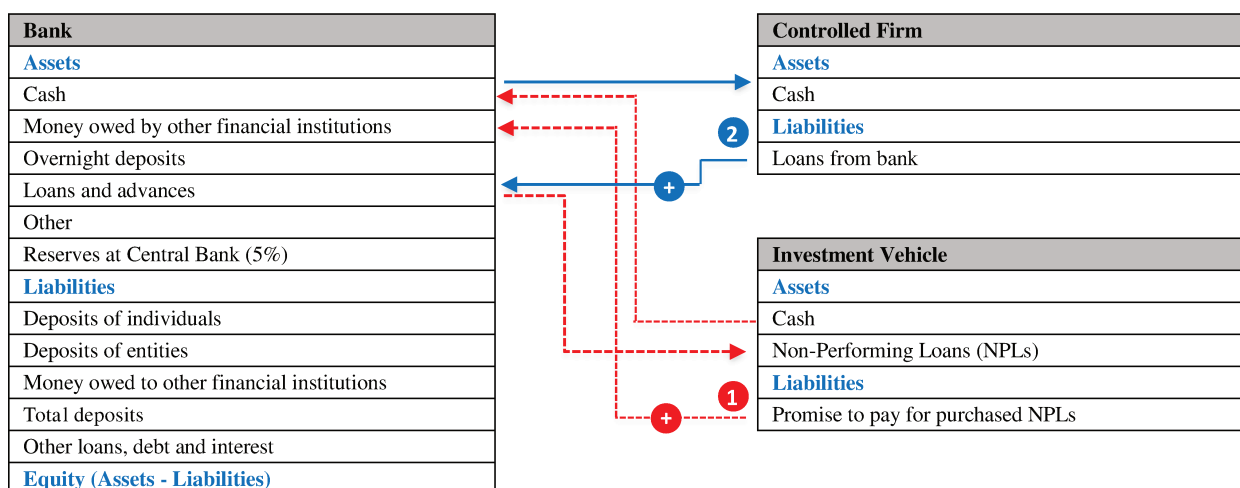 Bank
Assets
Cash
Money owed by other financial institutions
Overnight deposits
Loans and advances
Other
Reserves at Central Bank (5%)
Liabilities
Deposits of individuals
Deposits of entities
Money owed to other financial institutions
Total deposits
Other loans, debt and interest
Equity (Assets - Liabilities)
2
+
1
+
Controlled Firm
Assets
Cash
Liabilities
Loans from bank
Investment Vehicle
Assets
Cash
Non-Performing Loans (NPLs)
Liabilities
Promise to pay for purchased NPLs